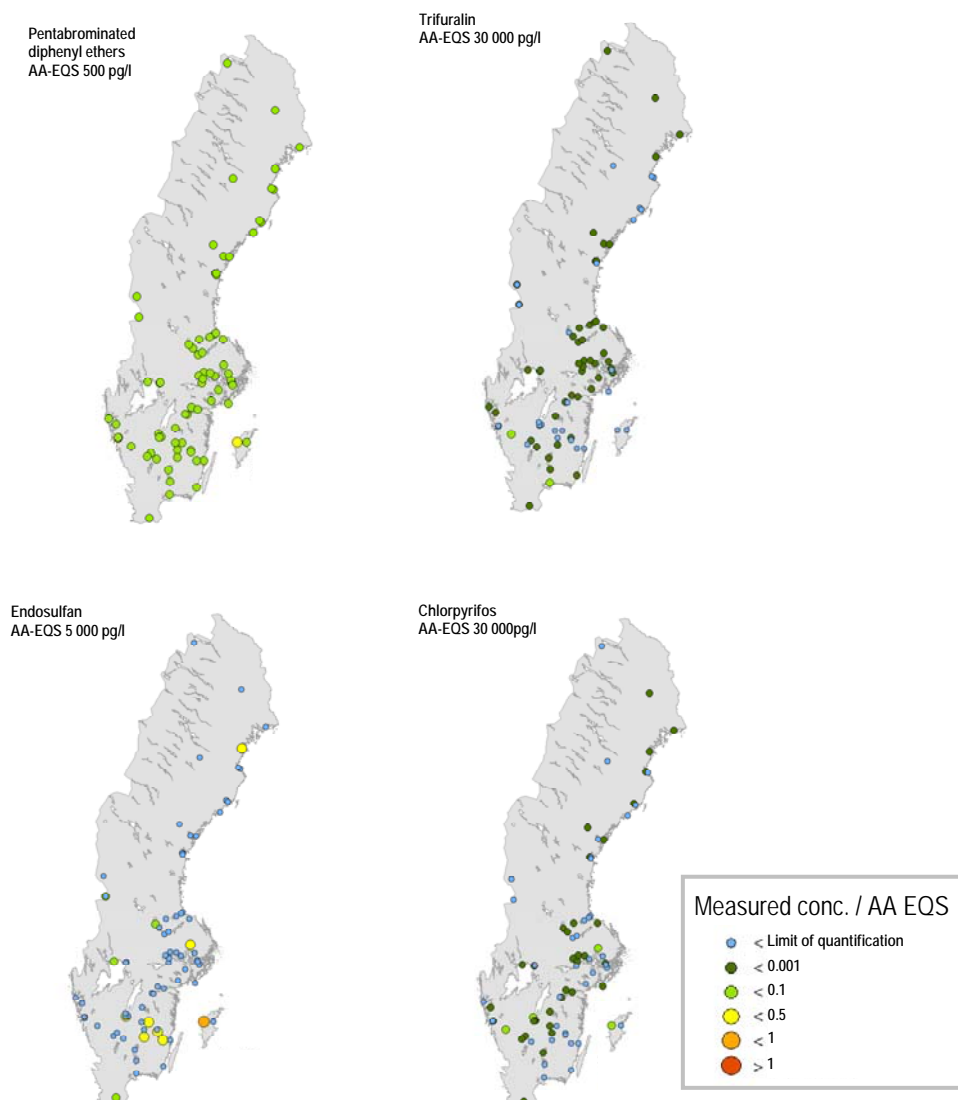 Pentabrominated
diphenyl ethers
AA-EQS 500 pg/l
Trifuralin
AA-EQS 30 000 pg/l
Endosulfan
AA-EQS 5 000 pg/l
Chlorpyrifos
AA-EQS 30 000pg/l
Measured conc. / AA EQS
< Limit of quantification
< 0.001
< 0.1
< 0.5
< 1
> 1